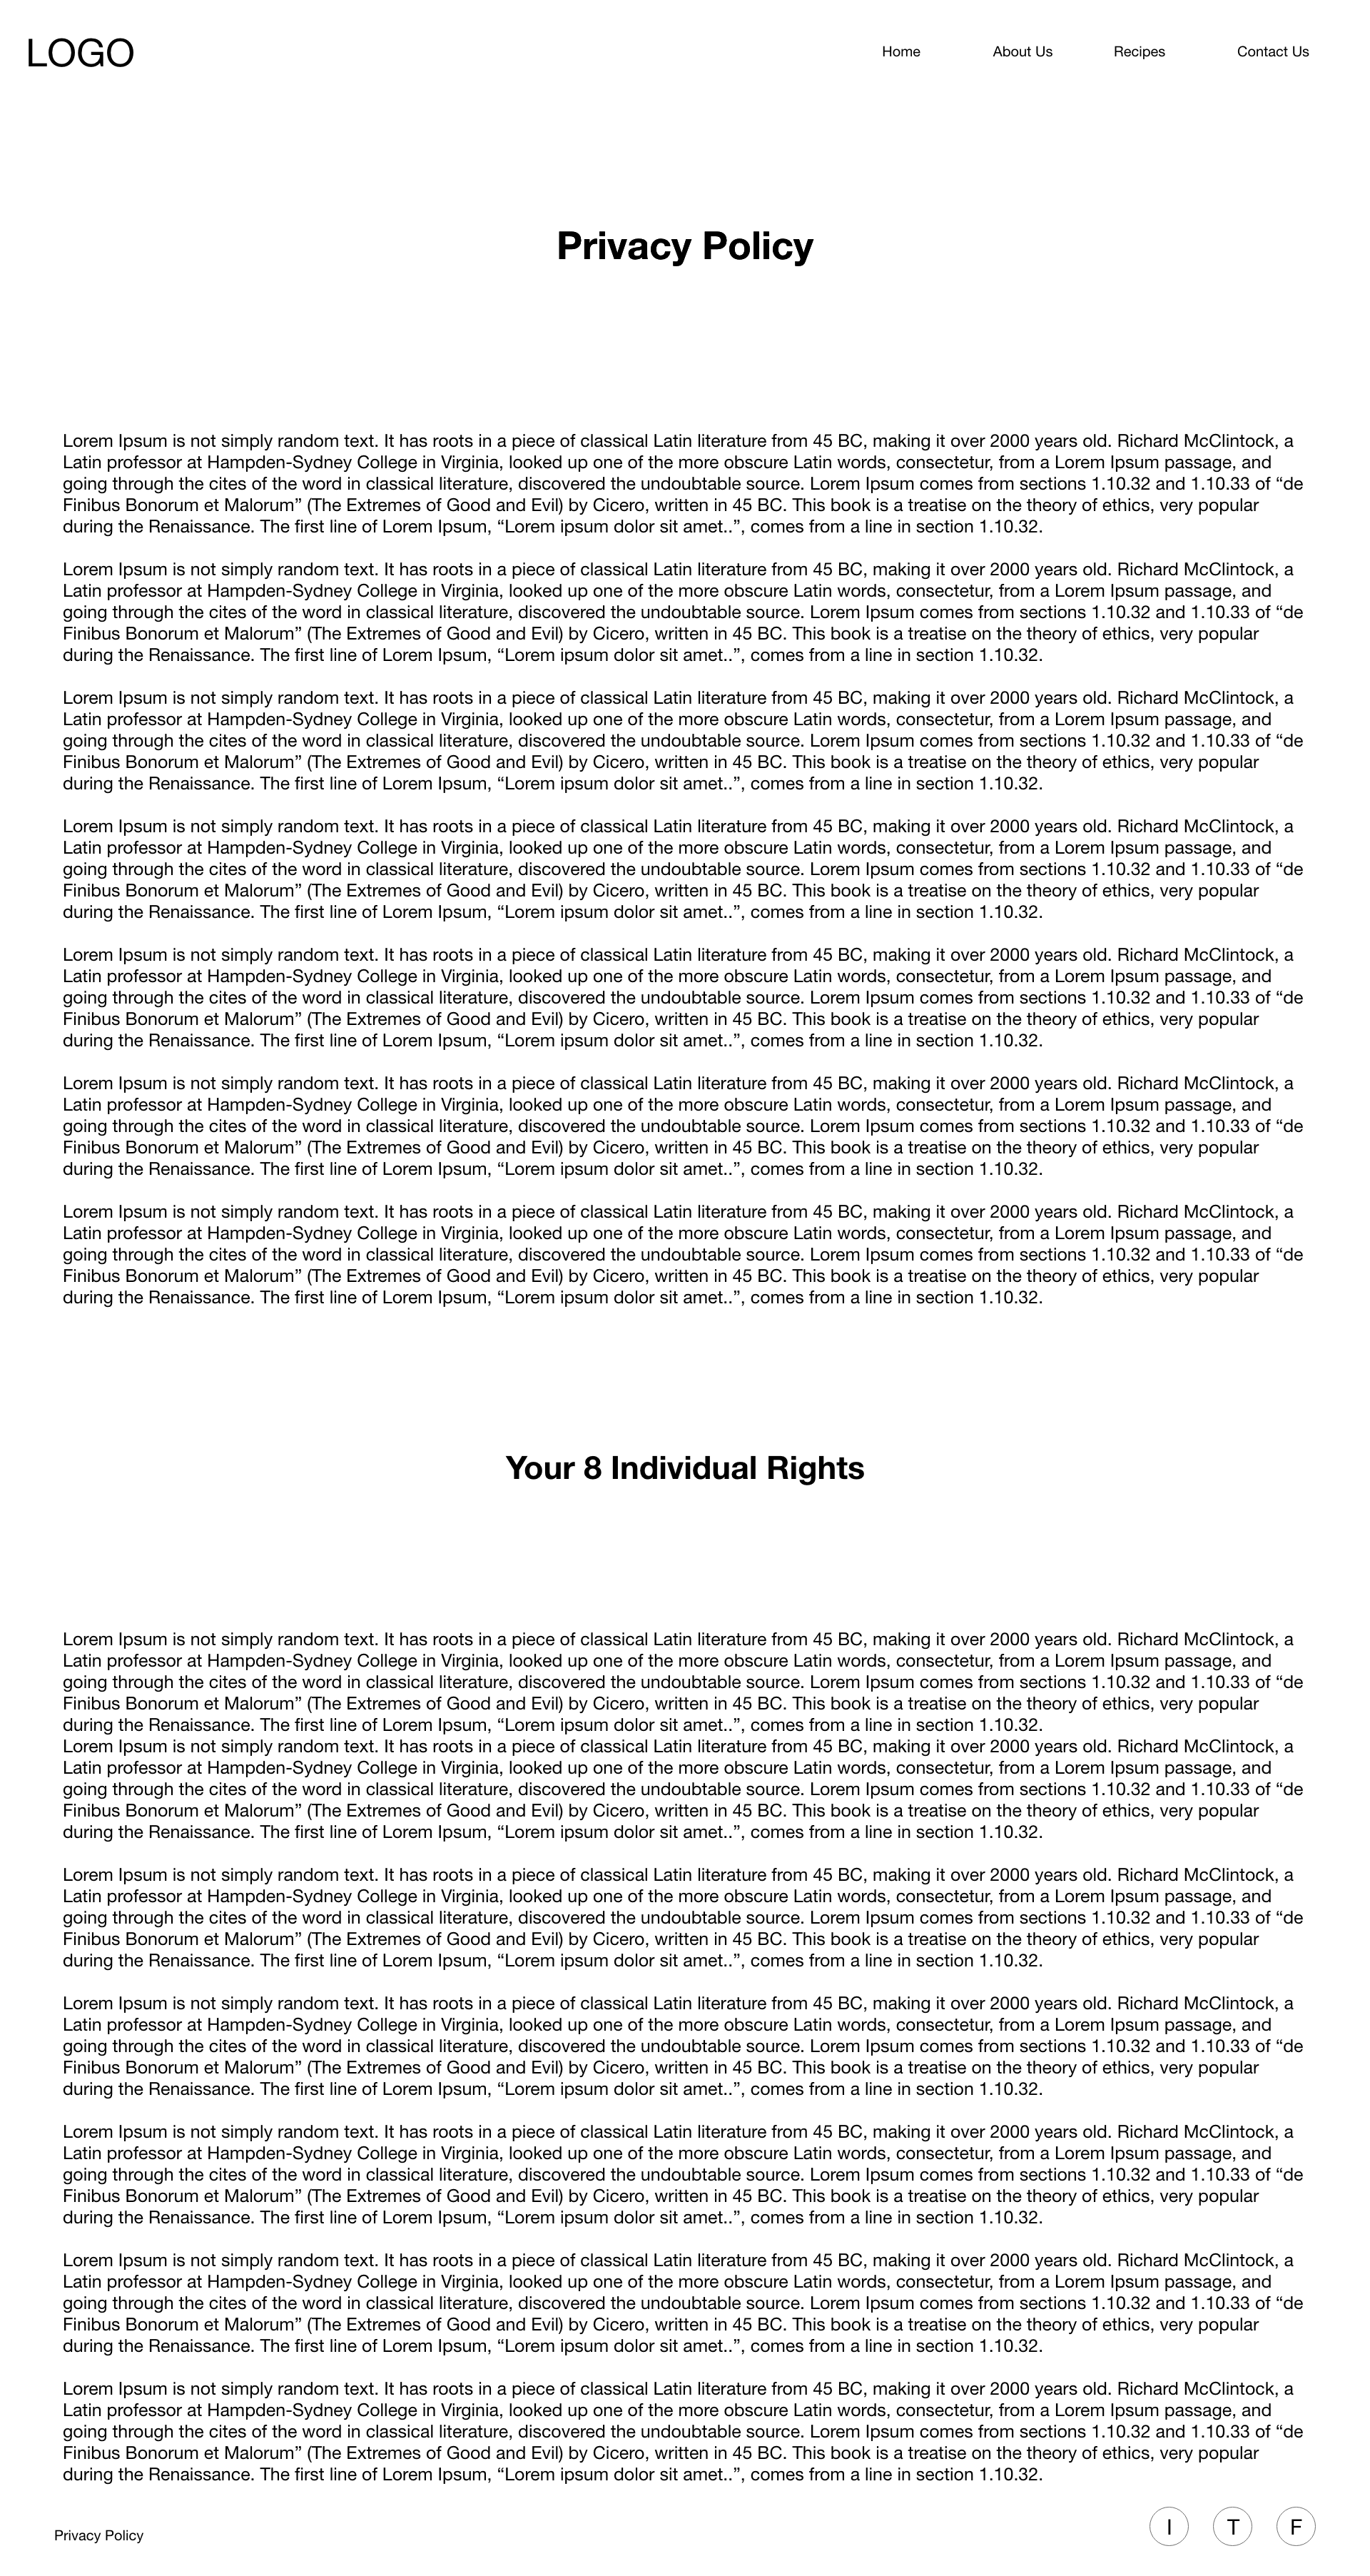 LOGO
Home About Us Recipes Contact Us
Privacy Policy
Lorem Ipsum is not simply random text. It has roots in a piece of classical Latin literature from 45 BC, making it over 2000 years old. Richard McClintock, a
Latin professor at Hampden-Sydney College in Virginia, looked up one of the more obscure Latin words, consectetur, from a Lorem Ipsum passage, and
going through the cites of the word in classical literature, discovered the undoubtable source. Lorem Ipsum comes from sections 1.10.32 and 1.10.33 of “de
Finibus Bonorum et Malorum” (The Extremes of Good and Evil) by Cicero, written in 45 BC. This book is a treatise on the theory of ethics, very popular
during the Renaissance. The first line of Lorem Ipsum, “Lorem ipsum dolor sit amet..”, comes from a line in section 1.10.32.
Lorem Ipsum is not simply random text. It has roots in a piece of classical Latin literature from 45 BC, making it over 2000 years old. Richard McClintock, a
Latin professor at Hampden-Sydney College in Virginia, looked up one of the more obscure Latin words, consectetur, from a Lorem Ipsum passage, and
going through the cites of the word in classical literature, discovered the undoubtable source. Lorem Ipsum comes from sections 1.10.32 and 1.10.33 of “de
Finibus Bonorum et Malorum” (The Extremes of Good and Evil) by Cicero, written in 45 BC. This book is a treatise on the theory of ethics, very popular
during the Renaissance. The first line of Lorem Ipsum, “Lorem ipsum dolor sit amet..”, comes from a line in section 1.10.32.
Lorem Ipsum is not simply random text. It has roots in a piece of classical Latin literature from 45 BC, making it over 2000 years old. Richard McClintock, a
Latin professor at Hampden-Sydney College in Virginia, looked up one of the more obscure Latin words, consectetur, from a Lorem Ipsum passage, and
going through the cites of the word in classical literature, discovered the undoubtable source. Lorem Ipsum comes from sections 1.10.32 and 1.10.33 of “de
Finibus Bonorum et Malorum” (The Extremes of Good and Evil) by Cicero, written in 45 BC. This book is a treatise on the theory of ethics, very popular
during the Renaissance. The first line of Lorem Ipsum, “Lorem ipsum dolor sit amet..”, comes from a line in section 1.10.32.
Lorem Ipsum is not simply random text. It has roots in a piece of classical Latin literature from 45 BC, making it over 2000 years old. Richard McClintock, a
Latin professor at Hampden-Sydney College in Virginia, looked up one of the more obscure Latin words, consectetur, from a Lorem Ipsum passage, and
going through the cites of the word in classical literature, discovered the undoubtable source. Lorem Ipsum comes from sections 1.10.32 and 1.10.33 of “de
Finibus Bonorum et Malorum” (The Extremes of Good and Evil) by Cicero, written in 45 BC. This book is a treatise on the theory of ethics, very popular
during the Renaissance. The first line of Lorem Ipsum, “Lorem ipsum dolor sit amet..”, comes from a line in section 1.10.32.
Lorem Ipsum is not simply random text. It has roots in a piece of classical Latin literature from 45 BC, making it over 2000 years old. Richard McClintock, a
Latin professor at Hampden-Sydney College in Virginia, looked up one of the more obscure Latin words, consectetur, from a Lorem Ipsum passage, and
going through the cites of the word in classical literature, discovered the undoubtable source. Lorem Ipsum comes from sections 1.10.32 and 1.10.33 of “de
Finibus Bonorum et Malorum” (The Extremes of Good and Evil) by Cicero, written in 45 BC. This book is a treatise on the theory of ethics, very popular
during the Renaissance. The first line of Lorem Ipsum, “Lorem ipsum dolor sit amet..”, comes from a line in section 1.10.32.
Lorem Ipsum is not simply random text. It has roots in a piece of classical Latin literature from 45 BC, making it over 2000 years old. Richard McClintock, a
Latin professor at Hampden-Sydney College in Virginia, looked up one of the more obscure Latin words, consectetur, from a Lorem Ipsum passage, and
going through the cites of the word in classical literature, discovered the undoubtable source. Lorem Ipsum comes from sections 1.10.32 and 1.10.33 of “de
Finibus Bonorum et Malorum” (The Extremes of Good and Evil) by Cicero, written in 45 BC. This book is a treatise on the theory of ethics, very popular
during the Renaissance. The first line of Lorem Ipsum, “Lorem ipsum dolor sit amet..”, comes from a line in section 1.10.32.
Lorem Ipsum is not simply random text. It has roots in a piece of classical Latin literature from 45 BC, making it over 2000 years old. Richard McClintock, a
Latin professor at Hampden-Sydney College in Virginia, looked up one of the more obscure Latin words, consectetur, from a Lorem Ipsum passage, and
going through the cites of the word in classical literature, discovered the undoubtable source. Lorem Ipsum comes from sections 1.10.32 and 1.10.33 of “de
Finibus Bonorum et Malorum” (The Extremes of Good and Evil) by Cicero, written in 45 BC. This book is a treatise on the theory of ethics, very popular
during the Renaissance. The first line of Lorem Ipsum, “Lorem ipsum dolor sit amet..”, comes from a line in section 1.10.32.
Your 8 Individual Rights
Lorem Ipsum is not simply random text. It has roots in a piece of classical Latin literature from 45 BC, making it over 2000 years old. Richard McClintock, a
Latin professor at Hampden-Sydney College in Virginia, looked up one of the more obscure Latin words, consectetur, from a Lorem Ipsum passage, and
going through the cites of the word in classical literature, discovered the undoubtable source. Lorem Ipsum comes from sections 1.10.32 and 1.10.33 of “de
Finibus Bonorum et Malorum” (The Extremes of Good and Evil) by Cicero, written in 45 BC. This book is a treatise on the theory of ethics, very popular
during the Renaissance. The first line of Lorem Ipsum, “Lorem ipsum dolor sit amet..”, comes from a line in section 1.10.32.
Lorem Ipsum is not simply random text. It has roots in a piece of classical Latin literature from 45 BC, making it over 2000 years old. Richard McClintock, a
Latin professor at Hampden-Sydney College in Virginia, looked up one of the more obscure Latin words, consectetur, from a Lorem Ipsum passage, and
going through the cites of the word in classical literature, discovered the undoubtable source. Lorem Ipsum comes from sections 1.10.32 and 1.10.33 of “de
Finibus Bonorum et Malorum” (The Extremes of Good and Evil) by Cicero, written in 45 BC. This book is a treatise on the theory of ethics, very popular
during the Renaissance. The first line of Lorem Ipsum, “Lorem ipsum dolor sit amet..”, comes from a line in section 1.10.32.
Lorem Ipsum is not simply random text. It has roots in a piece of classical Latin literature from 45 BC, making it over 2000 years old. Richard McClintock, a
Latin professor at Hampden-Sydney College in Virginia, looked up one of the more obscure Latin words, consectetur, from a Lorem Ipsum passage, and
going through the cites of the word in classical literature, discovered the undoubtable source. Lorem Ipsum comes from sections 1.10.32 and 1.10.33 of “de
Finibus Bonorum et Malorum” (The Extremes of Good and Evil) by Cicero, written in 45 BC. This book is a treatise on the theory of ethics, very popular
during the Renaissance. The first line of Lorem Ipsum, “Lorem ipsum dolor sit amet..”, comes from a line in section 1.10.32.
Lorem Ipsum is not simply random text. It has roots in a piece of classical Latin literature from 45 BC, making it over 2000 years old. Richard McClintock, a
Latin professor at Hampden-Sydney College in Virginia, looked up one of the more obscure Latin words, consectetur, from a Lorem Ipsum passage, and
going through the cites of the word in classical literature, discovered the undoubtable source. Lorem Ipsum comes from sections 1.10.32 and 1.10.33 of “de
Finibus Bonorum et Malorum” (The Extremes of Good and Evil) by Cicero, written in 45 BC. This book is a treatise on the theory of ethics, very popular
during the Renaissance. The first line of Lorem Ipsum, “Lorem ipsum dolor sit amet..”, comes from a line in section 1.10.32.
Lorem Ipsum is not simply random text. It has roots in a piece of classical Latin literature from 45 BC, making it over 2000 years old. Richard McClintock, a
Latin professor at Hampden-Sydney College in Virginia, looked up one of the more obscure Latin words, consectetur, from a Lorem Ipsum passage, and
going through the cites of the word in classical literature, discovered the undoubtable source. Lorem Ipsum comes from sections 1.10.32 and 1.10.33 of “de
Finibus Bonorum et Malorum” (The Extremes of Good and Evil) by Cicero, written in 45 BC. This book is a treatise on the theory of ethics, very popular
during the Renaissance. The first line of Lorem Ipsum, “Lorem ipsum dolor sit amet..”, comes from a line in section 1.10.32.
Lorem Ipsum is not simply random text. It has roots in a piece of classical Latin literature from 45 BC, making it over 2000 years old. Richard McClintock, a
Latin professor at Hampden-Sydney College in Virginia, looked up one of the more obscure Latin words, consectetur, from a Lorem Ipsum passage, and
going through the cites of the word in classical literature, discovered the undoubtable source. Lorem Ipsum comes from sections 1.10.32 and 1.10.33 of “de
Finibus Bonorum et Malorum” (The Extremes of Good and Evil) by Cicero, written in 45 BC. This book is a treatise on the theory of ethics, very popular
during the Renaissance. The first line of Lorem Ipsum, “Lorem ipsum dolor sit amet..”, comes from a line in section 1.10.32.
Lorem Ipsum is not simply random text. It has roots in a piece of classical Latin literature from 45 BC, making it over 2000 years old. Richard McClintock, a
Latin professor at Hampden-Sydney College in Virginia, looked up one of the more obscure Latin words, consectetur, from a Lorem Ipsum passage, and
going through the cites of the word in classical literature, discovered the undoubtable source. Lorem Ipsum comes from sections 1.10.32 and 1.10.33 of “de
Finibus Bonorum et Malorum” (The Extremes of Good and Evil) by Cicero, written in 45 BC. This book is a treatise on the theory of ethics, very popular
during the Renaissance. The first line of Lorem Ipsum, “Lorem ipsum dolor sit amet..”, comes from a line in section 1.10.32.
Privacy Policy I T F